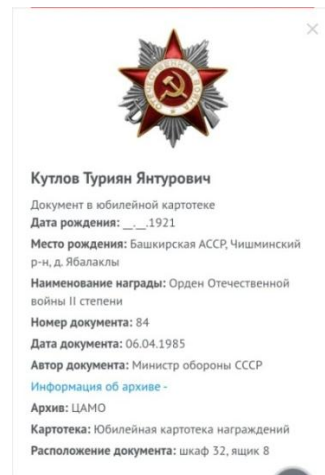 Кутлов Туриян Янтурович
Документ в юбилейной картотеке
Дата рождения: __.__.1921
Место рождения: Башкирская АССР, Чишминский
р-н, д. Ябалаклы
Наименование награды: Орден Отечественной
войны II степени
Номер документа: 84
Дата документа: 06.04.1985
Автор документа: Министр обороны СССР
Информация об архиве -
Архив: ЦАМО
Картотека: Юбилейная картотека награждений
Расположение документа: шкаф 32, ящик 8